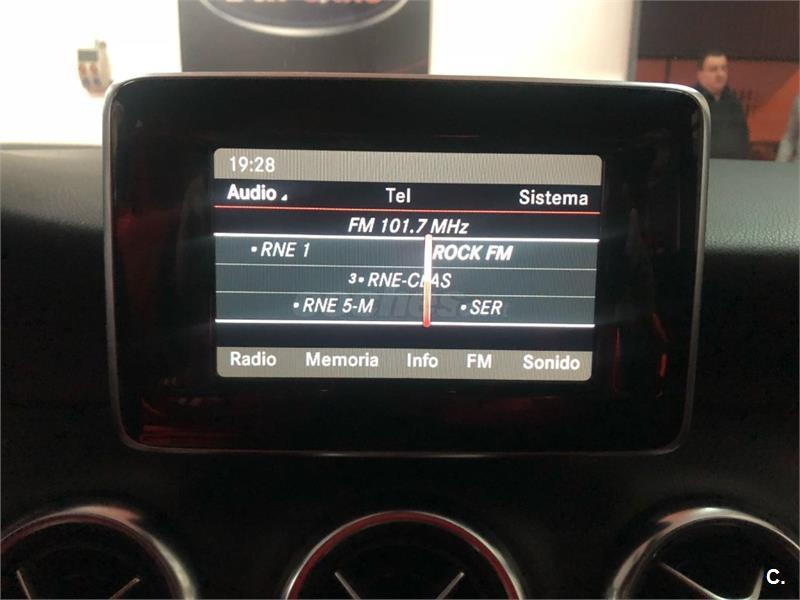 19:28
Audio Tel Sistema
FM 101.7 MHz
•RNE 1 ROCK FM
3•RNE-CLAS
•RNE 5-M •SER
Radio Memoria Info FM Sonido
C.